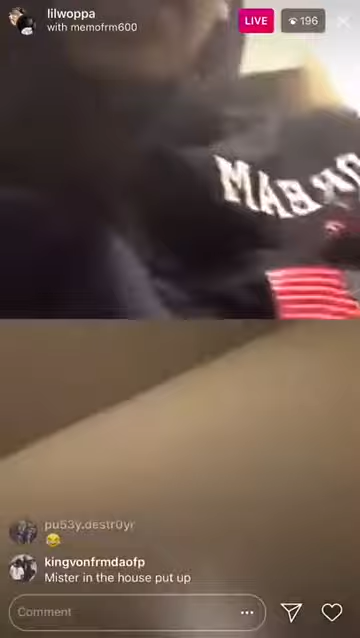 lilwoppa
with memofrm600
LIVE
196
pu53y.destr0yr
😂
kingvonfrmdaofp
Mister in the house put up
Comment